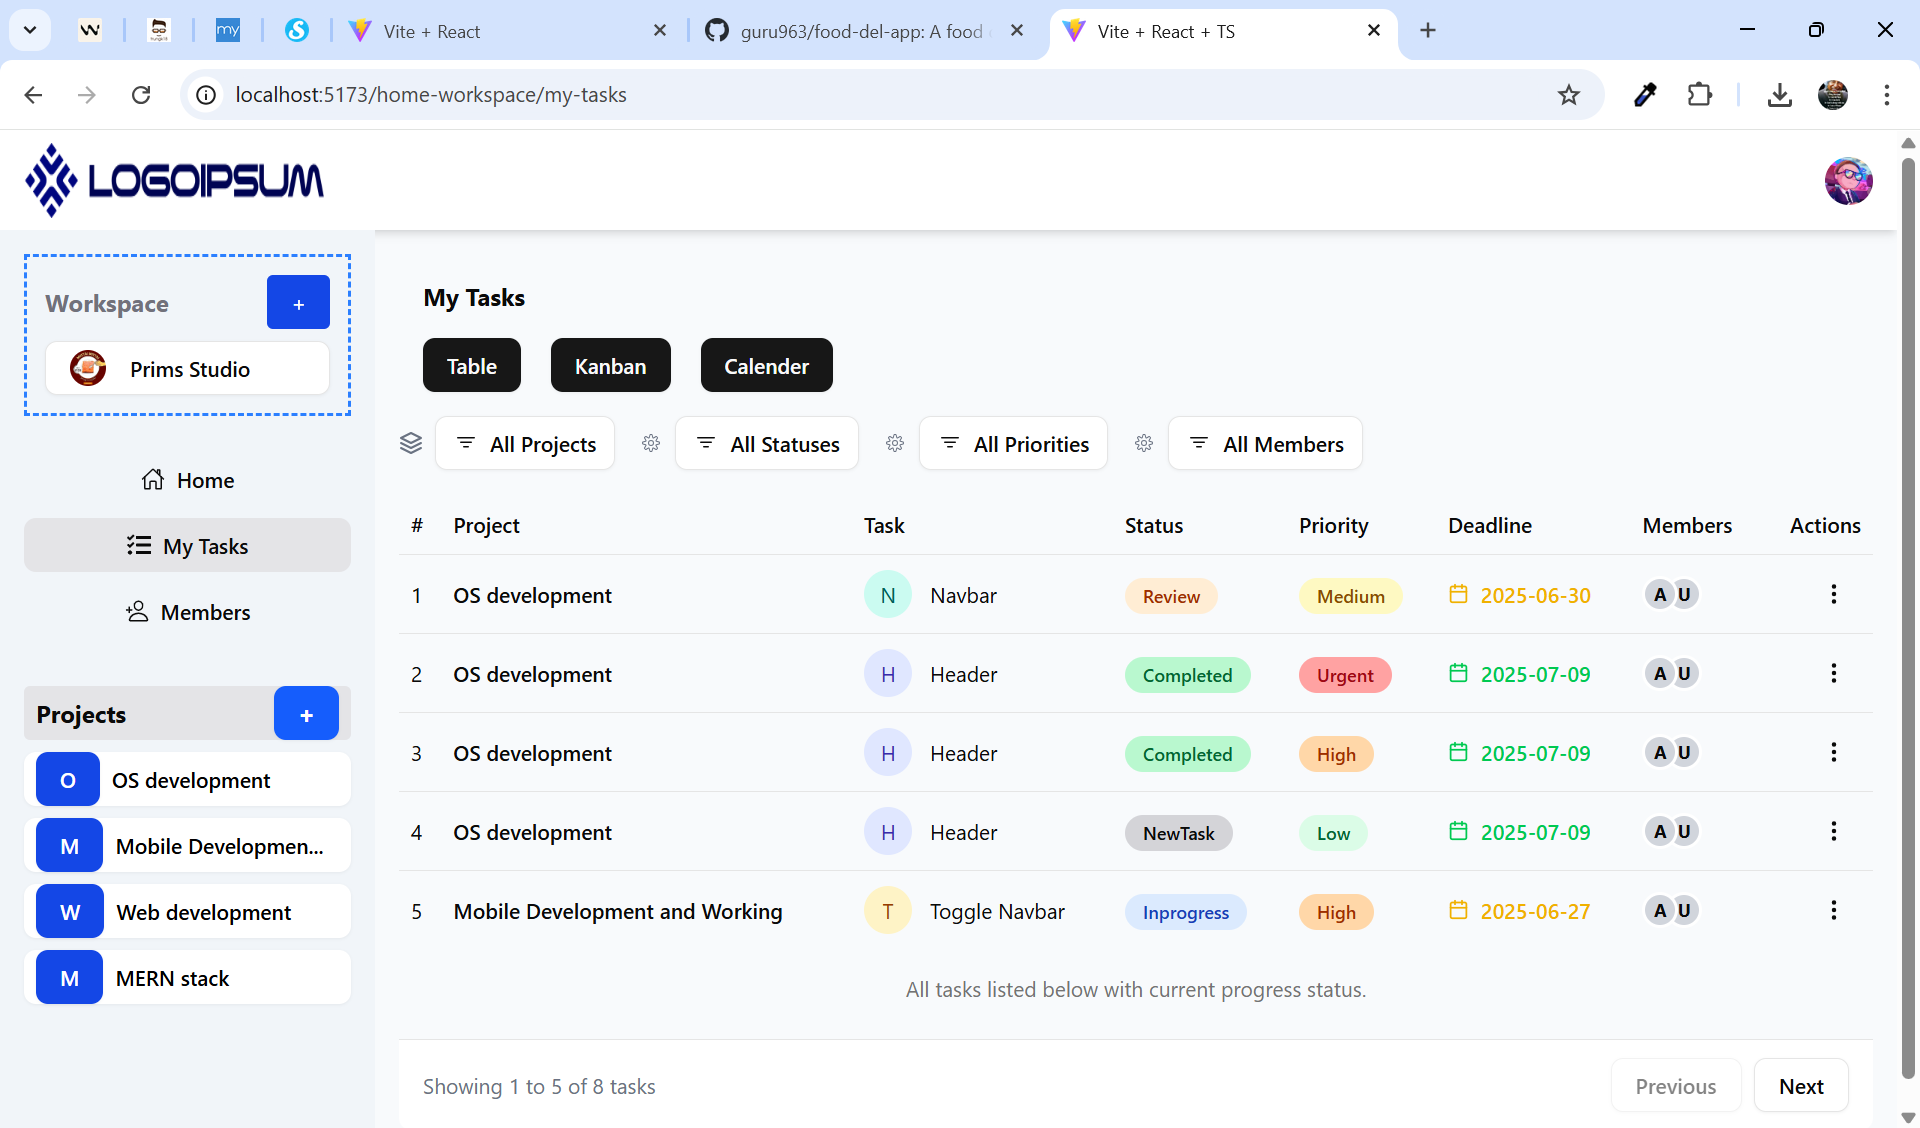 my
Vite + React
guru963/food-del-app: A food
Vite + React + TS
localhost:5173/home-workspace/my-tasks
LOGOIPSUM
Workspace
+
Prims Studio
Home
My Tasks
Members
Projects
+
O OS development
M Mobile Developmen...
W Web development
M MERN stack
My Tasks
Table Kanban Calender
All Projects All Statuses All Priorities All Members
# Project Task Status Priority Deadline Members Actions
1 OS development N Navbar Review Medium 2025-06-30 A U
2 OS development H Header Completed Urgent 2025-07-09 A U
3 OS development H Header Completed High 2025-07-09 A U
4 OS development H Header NewTask Low 2025-07-09 A U
5 Mobile Development and Working T Toggle Navbar Inprogress High 2025-06-27 A U
All tasks listed below with current progress status.
Showing 1 to 5 of 8 tasks
Previous Next